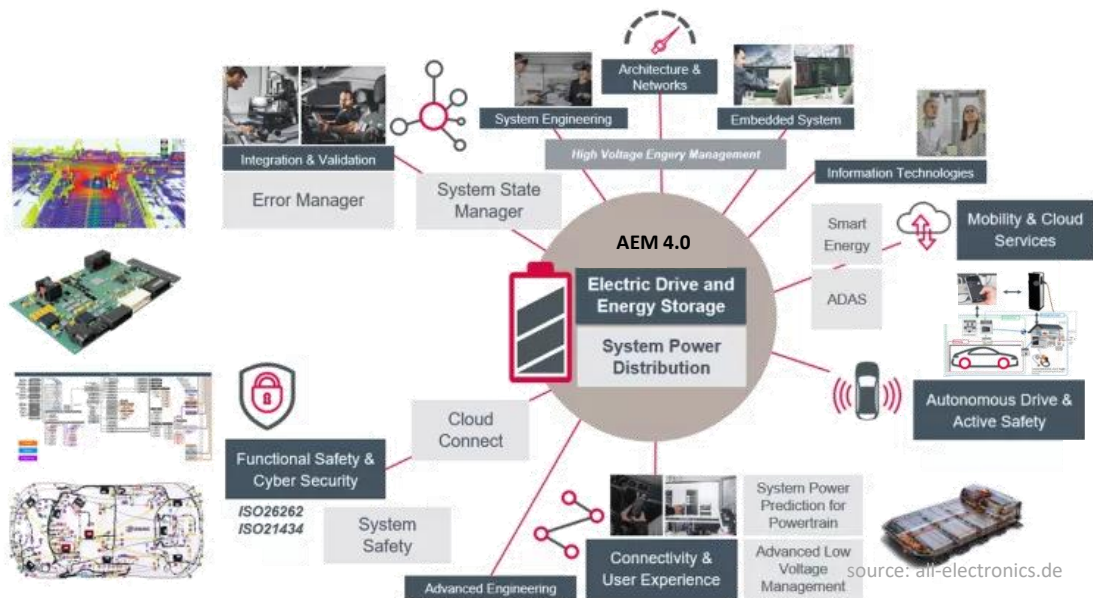 Architecture &
Networks
System Engineering
Embedded System
High Voltage Engery Management
Integration & Validation
Error Manager
System State
Manager
Information Technologies
Smart
Energy
Mobility & Cloud
Services
ADAS
AEM 4.0
Electric Drive and
Energy Storage
System Power
Distribution
Autonomous Drive &
Active Safety
Cloud
Connect
Functional Safety &
Cyber Security
ISO26262
ISO21434
System
Safety
Advanced Engineering
Connectivity &
User Experience
System Power
Prediction for
Powertrain
Advanced Low
Voltage
Management
source: all-electronics.de